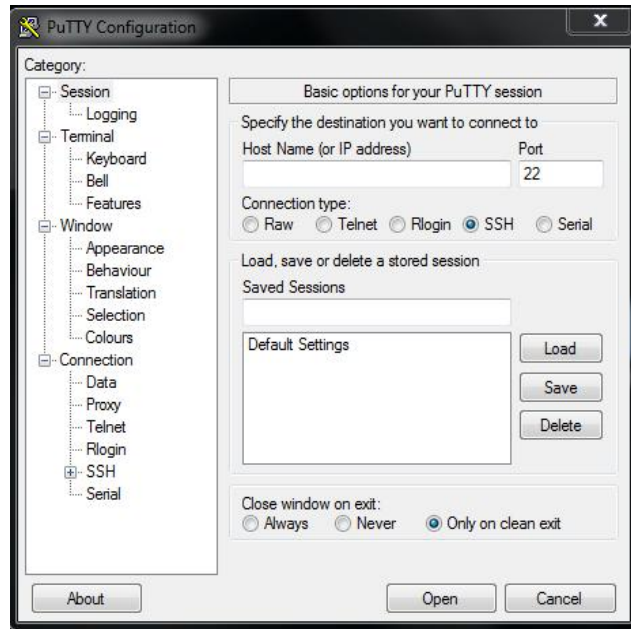 PuTTY Configuration
X
Category:
Session
Logging
Terminal
Keyboard
Bell
Features
Window
Appearance
Behaviour
Translation
Selection
Colours
Connection
Data
Proxy
Telnet
Rlogin
SSH
Serial
Basic options for your PuTTY session
Specify the destination you want to connect to
Host Name (or IP address) Port
22
Connection type:
Raw Telnet Rlogin SSH Serial
Load, save or delete a stored session
Saved Sessions
Default Settings
Load
Save
Delete
Close window on exit:
Always Never Only on clean exit
About Open Cancel